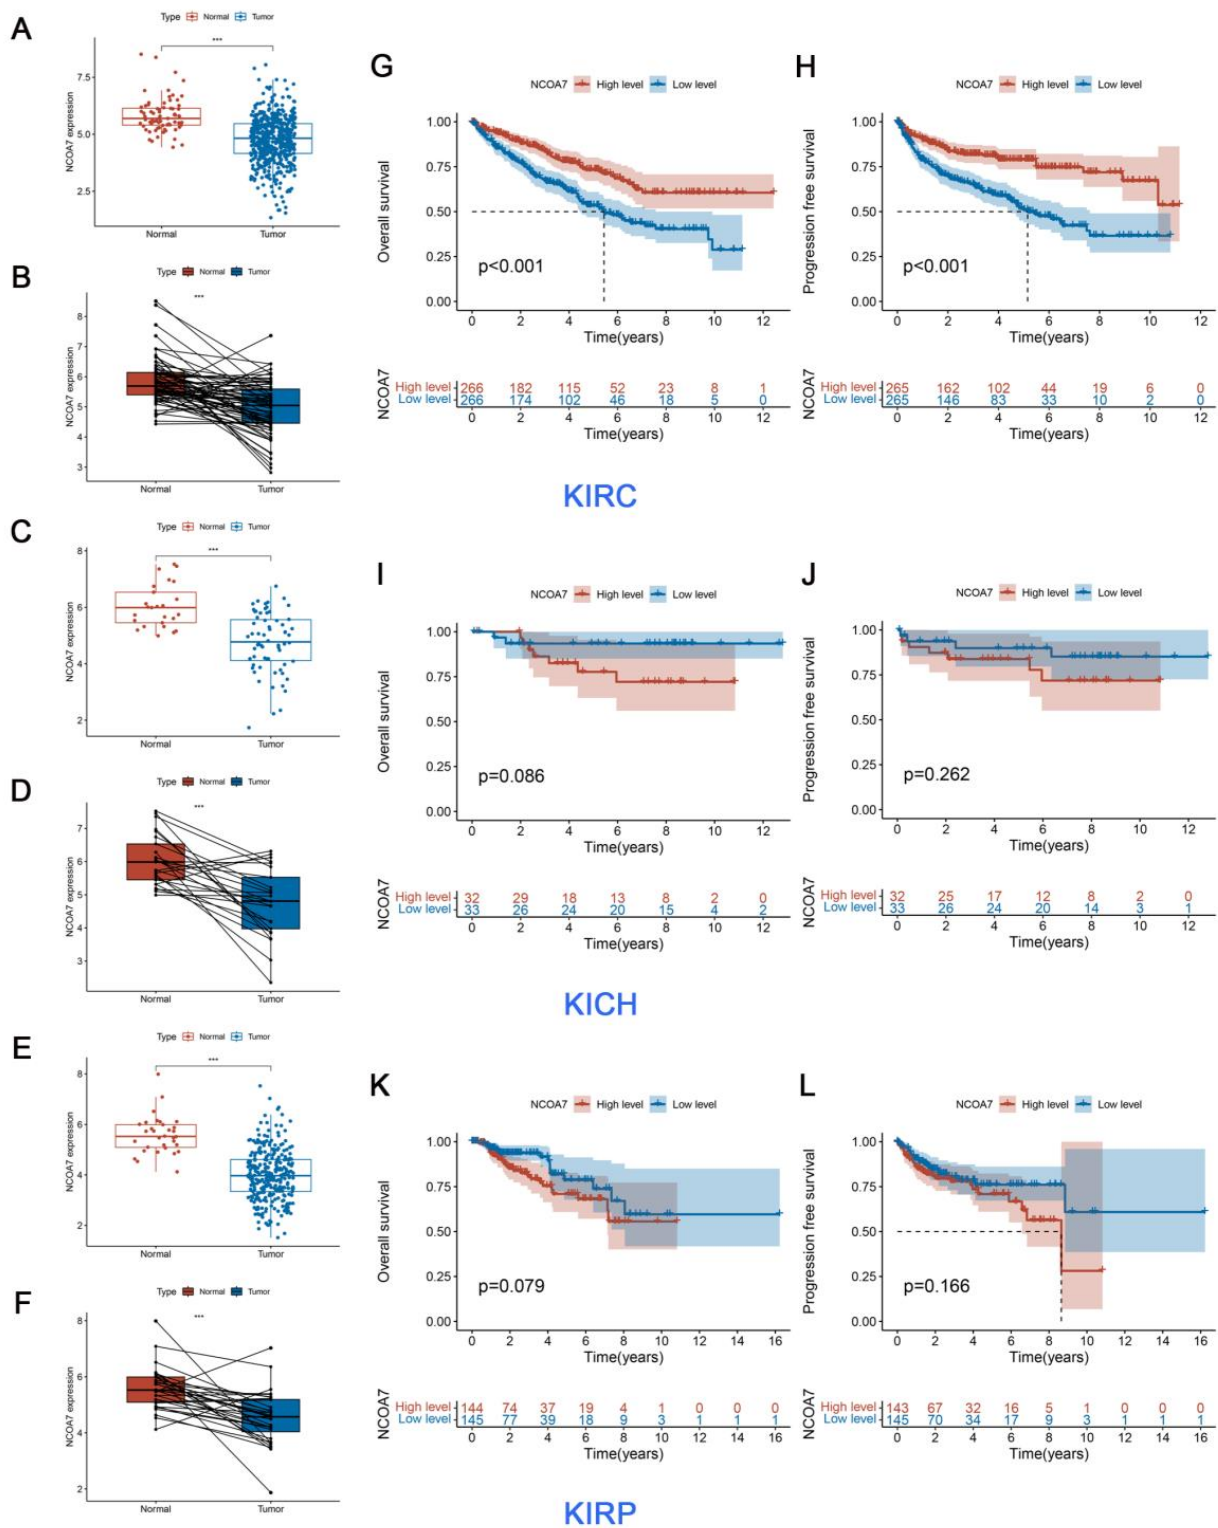 A
Type Normal Tumor
***
NCOA7 expression
7.5
5.0
2.5
Normal Tumor
B
Type Normal Tumor
***
NCOA7 expression
8
7
6
5
4
3
Normal Tumor
C
Type Normal Tumor
***
NCOA7 expression
8
6
4
2
Normal Tumor
D
Type Normal Tumor
***
NCOA7 expression
7
6
5
4
3
Normal Tumor
E
Type Normal Tumor
***
NCOA7 expression
8
6
4
2
Normal Tumor
F
Type Normal Tumor
***
NCOA7 expression
8
6
4
2
Normal Tumor
G
NCOA7 High level Low level
Overall survival
1.00
0.75
0.50
0.25
0.00
p<0.001
0 2 4 6 8 10 12
Time(years)
NCOA7
High level 266 182 115 52 23 8 1
Low level 266 174 102 46 18 5 0
0 2 4 6 8 10 12
Time(years)
H
NCOA7 High level Low level
Progression free survival
1.00
0.75
0.50
0.25
0.00
p<0.001
0 2 4 6 8 10 12
Time(years)
NCOA7
High level 265 162 102 44 19 6 0
Low level 265 146 83 33 10 2 0
0 2 4 6 8 10 12
Time(years)
KIRC
I
NCOA7 High level Low level
Overall survival
1.00
0.75
0.50
0.25
0.00
p=0.086
0 2 4 6 8 10 12
Time(years)
NCOA7
High level 32 29 18 13 8 2 0
Low level 33 26 24 20 15 4 2
0 2 4 6 8 10 12
Time(years)
J
NCOA7 High level Low level
Progression free survival
1.00
0.75
0.50
0.25
0.00
p=0.262
0 2 4 6 8 10 12
Time(years)
NCOA7
High level 32 25 17 12 8 2 0
Low level 33 26 24 20 14 3 1
0 2 4 6 8 10 12
Time(years)
KICH
K
NCOA7 High level Low level
Overall survival
1.00
0.75
0.50
0.25
0.00
p=0.079
0 2 4 6 8 10 12 14 16
Time(years)
NCOA7
High level 144 74 37 19 4 1 0 0 0
Low level 145 77 39 18 9 3 1 1 1
0 2 4 6 8 10 12 14 16
Time(years)
L
NCOA7 High level Low level
Progression free survival
1.00
0.75
0.50
0.25
0.00
p=0.166
0 2 4 6 8 10 12 14 16
Time(years)
NCOA7
High level 143 67 32 16 5 1 0 0 0
Low level 145 70 34 17 9 3 1 1 1
0 2 4 6 8 10 12 14 16
Time(years)
KIRP